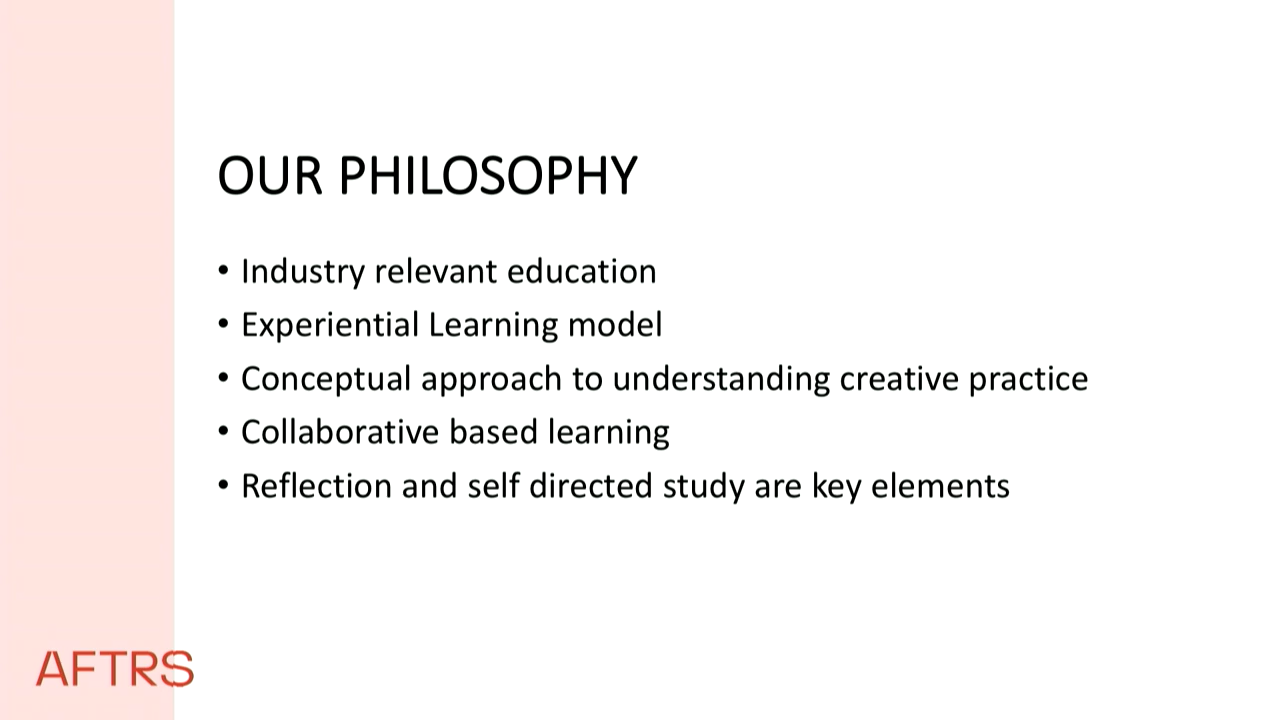 OUR PHILOSOPHY
• Industry relevant education
• Experiential Learning model
• Conceptual approach to understanding creative practice
• Collaborative based learning
• Reflection and self directed study are key elements
AFTRS